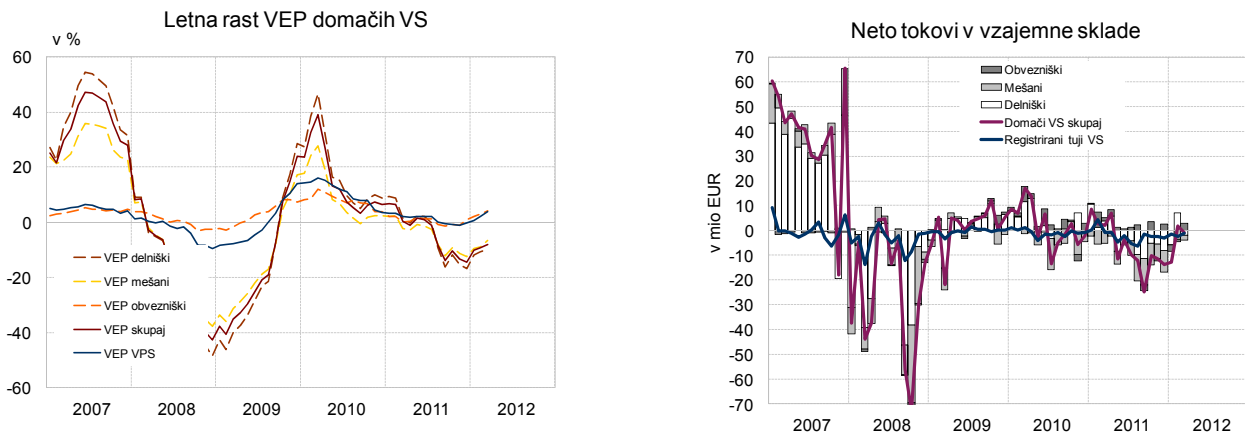 Letna rast VEP domačih VS
v %
60
40
20
0
-20
-40
-60
VEP delniški
VEP mešani
VEP obvezniški
VEP skupaj
VEP VPS
2007 2008 2009 2010 2011 2012
Neto tokovi v vzajemne sklade
v mio EUR
70
60
50
40
30
20
10
0
-10
-20
-30
-40
-50
-60
-70
Obvezniški
Mešani
Delniški
Domači VS skupaj
Registrirani tuji VS
2007 2008 2009 2010 2011 2012